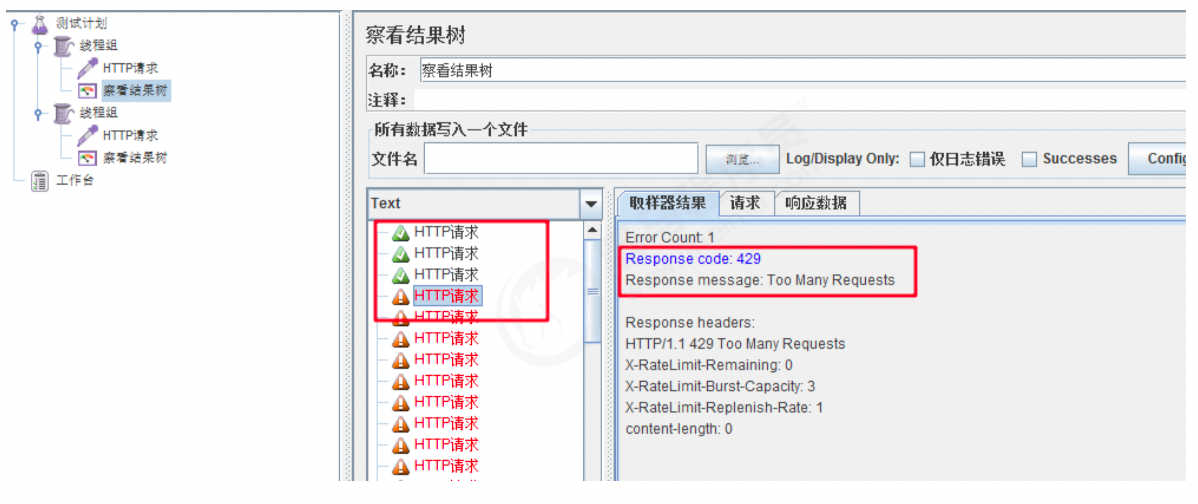 测试计划
线程组
HTTP请求
察看结果树
线程组
HTTP请求
察看结果树
工作台
察看结果树
名称： 察看结果树
注释：
所有数据写入一个文件
文件名 浏览... Log/Display Only: 仅日志错误 Successes Config
Text
HTTP请求
HTTP请求
HTTP请求
HTTP请求
HTTP请求
HTTP请求
HTTP请求
HTTP请求
HTTP请求
HTTP请求
HTTP请求
HTTP请求
取样器结果 请求 响应数据
Error Count: 1
Response code: 429
Response message: Too Many Requests
Response headers:
HTTP/1.1 429 Too Many Requests
X-RateLimit-Remaining: 0
X-RateLimit-Burst-Capacity: 3
X-RateLimit-Replenish-Rate: 1
content-length: 0